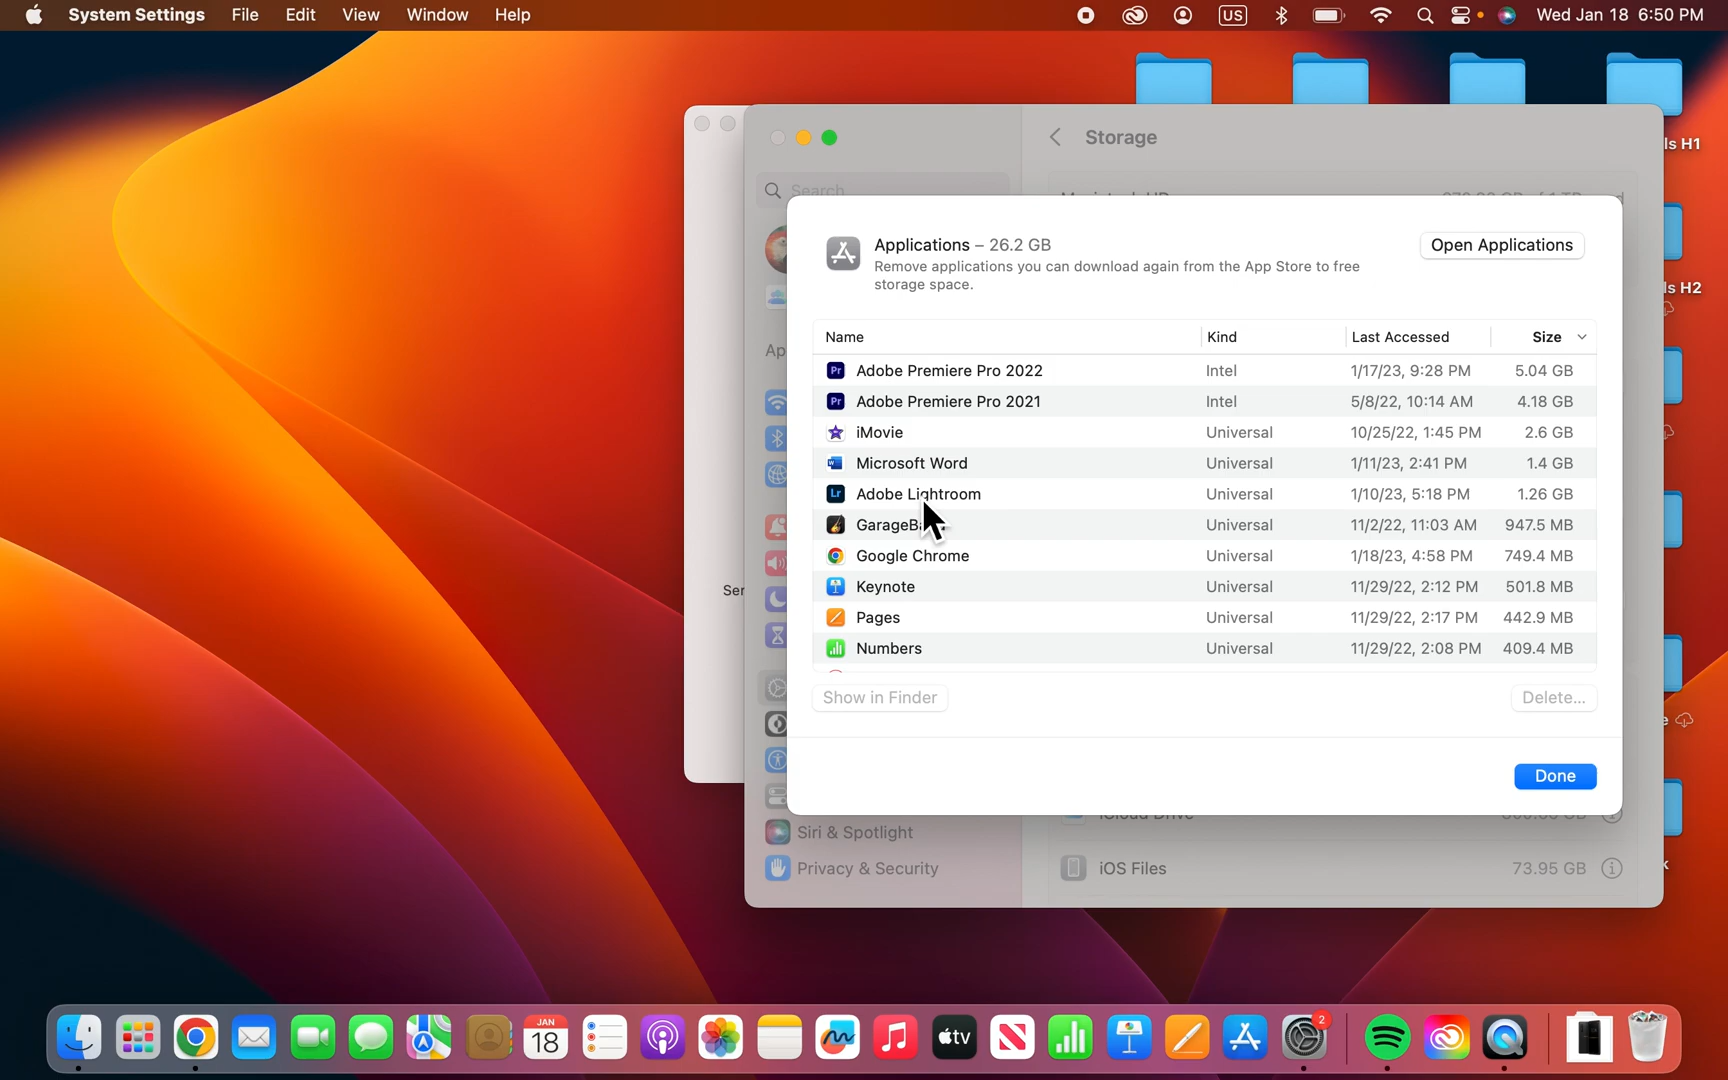 System Settings File Edit View Window Help US Wed Jan 18 6:50 PM
ls H1
Storage
Search
Applications – 26.2 GB
Remove applications you can download again from the App Store to free
storage space.
Open Applications
ls H2
Name Kind Last Accessed Size
Ap
Adobe Premiere Pro 2022 Intel 1/17/23, 9:28 PM 5.04 GB
Adobe Premiere Pro 2021 Intel 5/8/22, 10:14 AM 4.18 GB
iMovie Universal 10/25/22, 1:45 PM 2.6 GB
Microsoft Word Universal 1/11/23, 2:41 PM 1.4 GB
Adobe Lightroom Universal 1/10/23, 5:18 PM 1.26 GB
GarageBa Universal 11/2/22, 11:03 AM 947.5 MB
Google Chrome Universal 1/18/23, 4:58 PM 749.4 MB
Keynote Universal 11/29/22, 2:12 PM 501.8 MB
Ser
Pages Universal 11/29/22, 2:17 PM 442.9 MB
Numbers Universal 11/29/22, 2:08 PM 409.4 MB
Show in Finder Delete...
e
Done
iCloud Drive
Siri & Spotlight
Privacy & Security
iOS Files 73.95 GB
k
JAN
18
tv
2